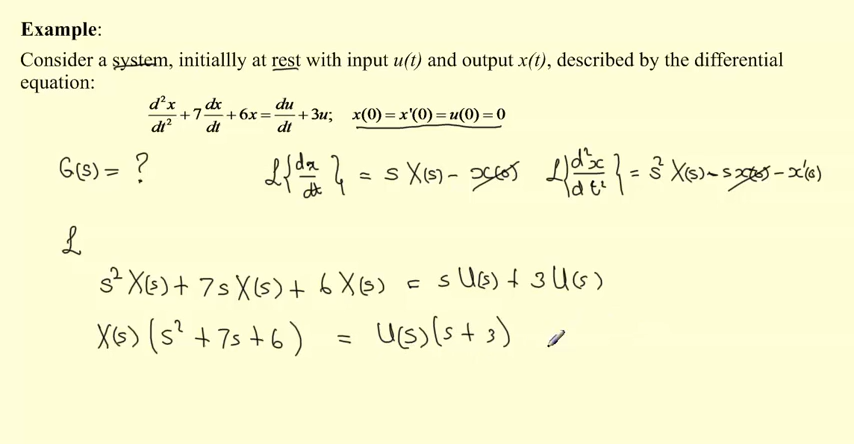 Example:
Consider a system, initiallly at rest with input u(t) and output x(t), described by the differential
equation:
d²x/dt² + 7 dx/dt + 6x = du/dt + 3u;   x(0) = x'(0) = u(0) = 0
G(s) = ?   ℒ{dx/dt} = s X(s) − x(0)   ℒ{d²x/dt²} = s² X(s) − s x(0) − x'(0)
ℒ
s² X(s) + 7s X(s) + 6 X(s) = s U(s) + 3 U(s)
X(s) (s² + 7s + 6) = U(s) (s + 3)